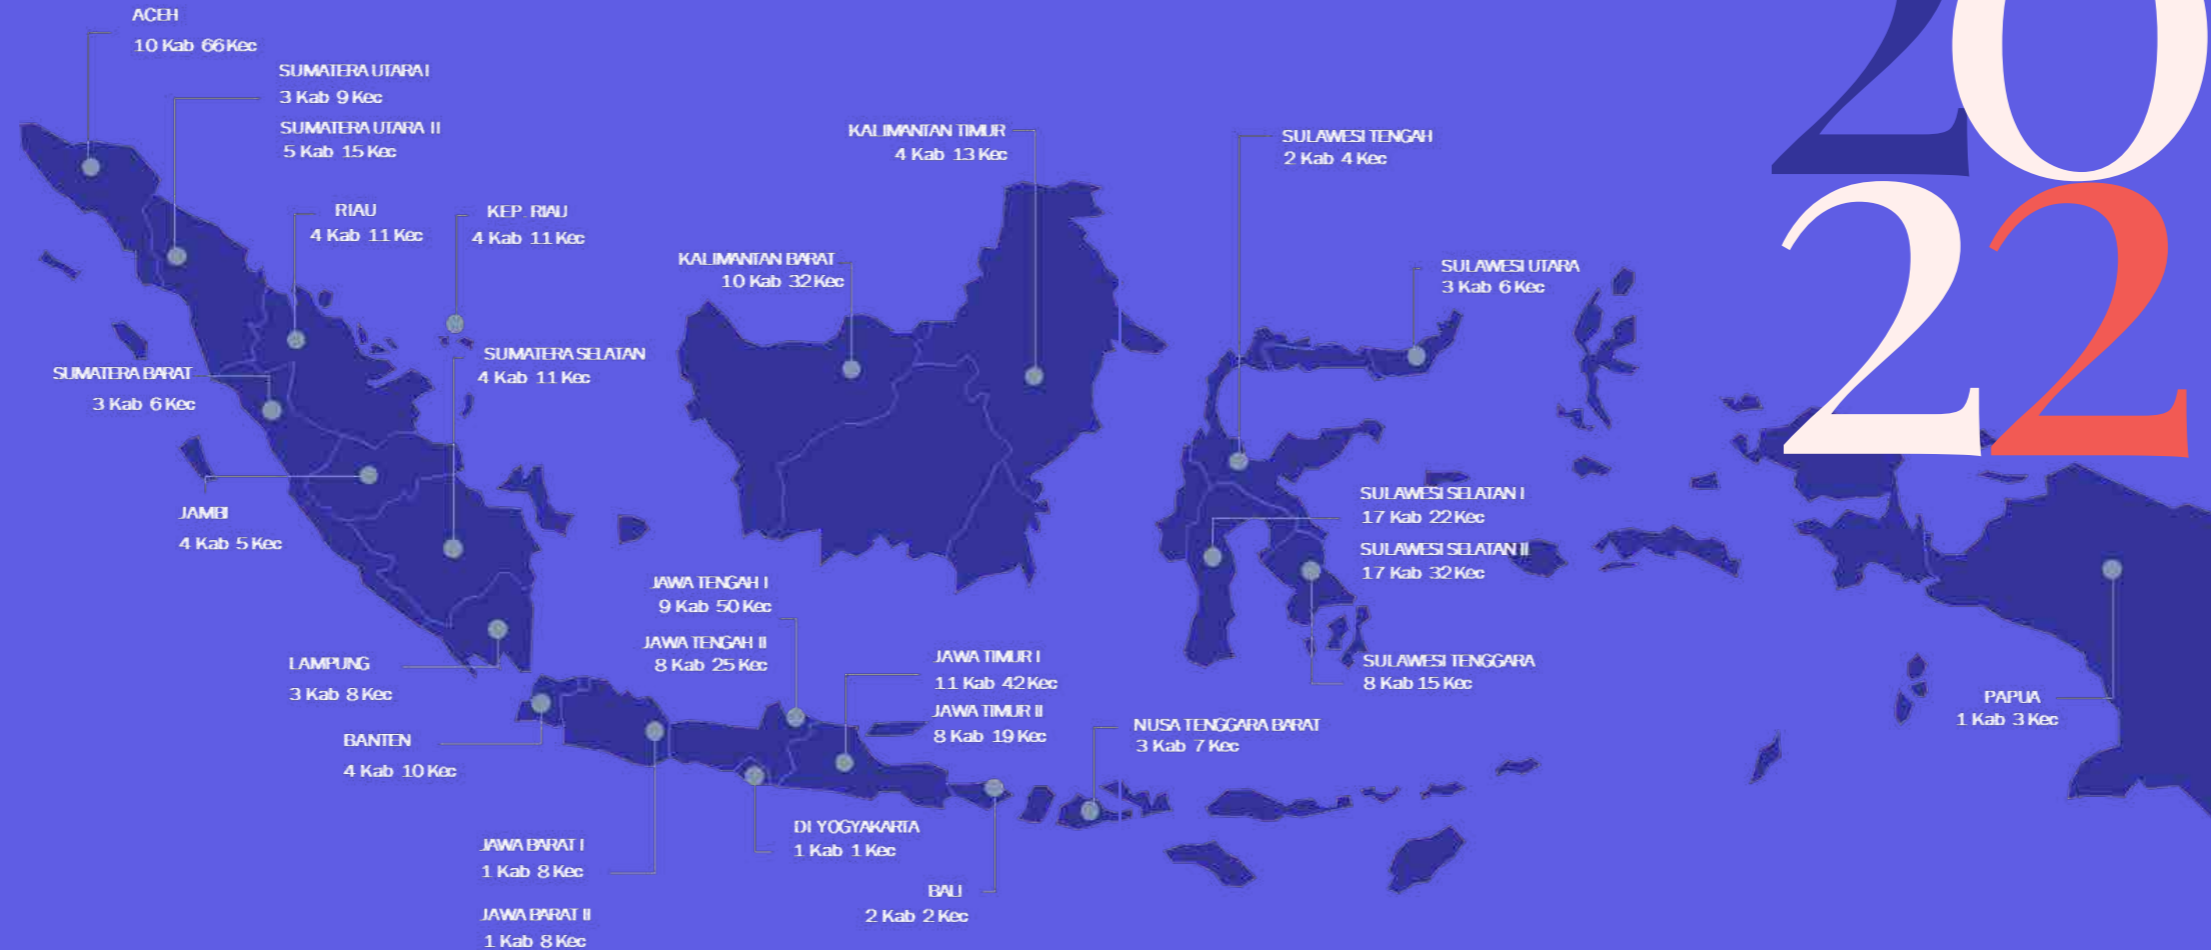 ACEH
10 Kab 66 Kec
SUMATERA UTARA I
3 Kab 9 Kec
SUMATERA UTARA II
5 Kab 15 Kec
RIAU
4 Kab 11 Kec
KEP. RIAU
4 Kab 11 Kec
SUMATERA SELATAN
4 Kab 11 Kec
SUMATERA BARAT
3 Kab 6 Kec
JAMBI
4 Kab 5 Kec
LAMPUNG
3 Kab 8 Kec
BANTEN
4 Kab 10 Kec
JAWA BARAT I
1 Kab 8 Kec
JAWA BARAT II
1 Kab 8 Kec
JAWA TENGAH I
9 Kab 50 Kec
JAWA TENGAH II
8 Kab 25 Kec
DI YOGYAKARTA
1 Kab 1 Kec
JAWA TIMUR I
11 Kab 42 Kec
JAWA TIMUR II
8 Kab 19 Kec
BALI
2 Kab 2 Kec
NUSA TENGGARA BARAT
3 Kab 7 Kec
KALIMANTAN BARAT
10 Kab 32 Kec
KALIMANTAN TIMUR
4 Kab 13 Kec
SULAWESI TENGAH
2 Kab 4 Kec
SULAWESI UTARA
3 Kab 6 Kec
SULAWESI SELATAN I
17 Kab 22 Kec
SULAWESI SELATAN II
17 Kab 32 Kec
SULAWESI TENGGARA
8 Kab 15 Kec
PAPUA
1 Kab 3 Kec
20
22